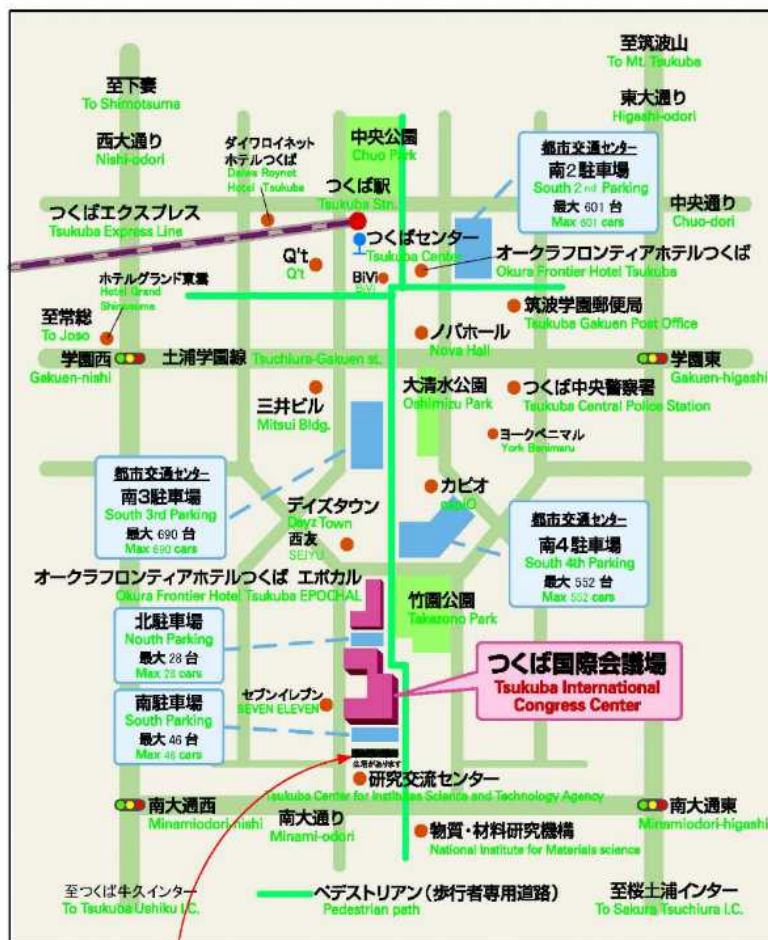 至筑波山
To Mt. Tsukuba
至下妻
To Shimotsuma
東大通り
Higashi-odori
西大通り
Nishi-odori
ダイワロイネット
ホテルつくば
Daiwa Roynet
Hotel Tsukuba
中央公園
Chuo Park
都市交通センター
南2駐車場
South 2nd Parking
最大 601 台
Max 601 cars
つくば駅
Tsukuba Stn.
中央通り
Chuo-dori
つくばエクスプレス
Tsukuba Express Line
つくばセンター
Tsukuba Center
Q't
Q't
BiVi
BiVi
オークラフロンティアホテルつくば
Okura Frontier Hotel Tsukuba
ホテルグランド東雲
Hotel Grand
Shinonome
至常総
To Joso
筑波学園郵便局
Tsukuba Gakuen Post Office
ノバホール
Nova Hall
学園西
Gakuen-nishi
土浦学園線 Tsuchiura-Gakuen st.
学園東
Gakuen-higashi
三井ビル
Mitsui Bldg.
大清水公園
Oshimizu Park
つくば中央警察署
Tsukuba Central Police Station
ヨークベニマル
York Benimaru
都市交通センター
南3駐車場
South 3rd Parking
最大 690 台
Max 690 cars
カピオ
デイズタウン
Dayz Town
西友
SEIYU
都市交通センター
南4駐車場
South 4th Parking
最大 552 台
Max 552 cars
オークラフロンティアホテルつくば エポカル
Okura Frontier Hotel Tsukuba EPOCHAL
竹園公園
Takezono Park
北駐車場
Nouth Parking
最大 28 台
Max 28 cars
つくば国際会議場
Tsukuba International
Congress Center
南駐車場
South Parking
最大 46 台
Max 46 cars
セブンイレブン
SEVEN ELEVEN
研究交流センター
Tsukuba Center for Institutes Science and Technology Agency
南大通西
Minamiodori-nishi
南大通り
Minami-odori
南大通東
Minamiodori-higashi
物質・材料研究機構
National Institute for Materials science
至つくば牛久インター
To Tsukuba Ushiku I.C.
ペデストリアン(歩行者専用道路)
Pedestrian path
至桜土浦インター
To Sakura Tsuchiura I.C.